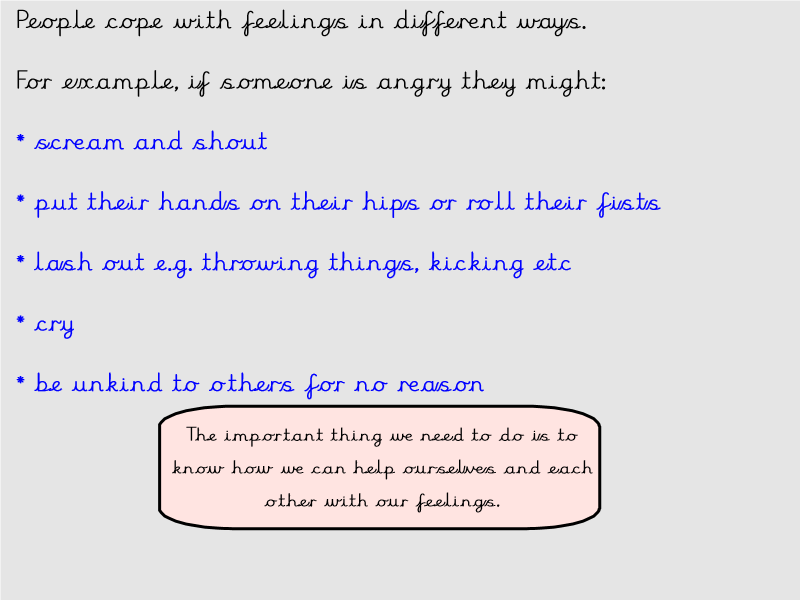 People cope with feelings in different ways.
For example, if someone is angry they might:
* scream and shout
* put their hands on their hips or roll their fists
* lash out e.g. throwing things, kicking etc
* cry
* be unkind to others for no reason
The important thing we need to do is to
know how we can help ourselves and each
other with our feelings.